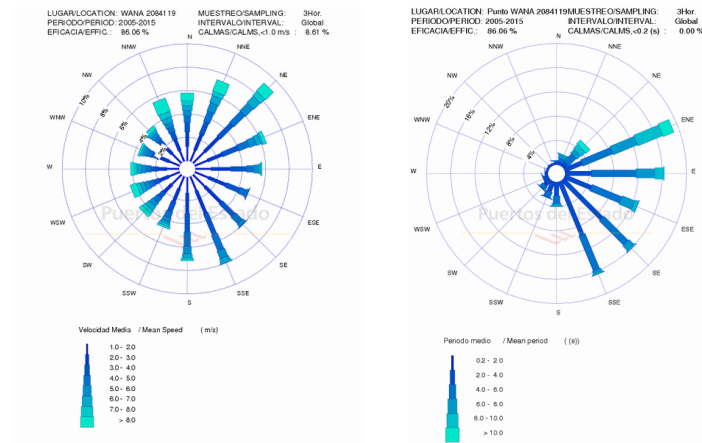 LUGAR/LOCATION: WANA 2084119 MUESTREO/SAMPLING: 3Hor.
PERIODO/PERIOD: 2005-2015 INTERVALO/INTERVAL: Global
EFICACIA/EFFIC.: 86.06 % CALMAS/CALMS,<1.0 m/s : 8.61 %
N
NNW
NNE
NW
NE
WNW
ENE
W
E
WSW
ESE
SW
SE
SSW
SSE
S
10%
8%
6%
4%
2%
Puertos del Estado
Velocidad Media / Mean Speed (m/s)
1.0 - 2.0
2.0 - 3.0
3.0 - 4.0
4.0 - 5.0
5.0 - 6.0
6.0 - 7.0
7.0 - 8.0
> 8.0
LUGAR/LOCATION: Punto WANA 2084119MUESTREO/SAMPLING: 3Hor.
PERIODO/PERIOD: 2005-2015 INTERVALO/INTERVAL: Global
EFICACIA/EFFIC.: 86.06 % CALMAS/CALMS,<0.2 (s) : 0.00 %
N
NNW
NNE
NW
NE
WNW
ENE
W
E
WSW
ESE
SW
SE
SSW
SSE
S
20%
16%
12%
8%
4%
Puertos del Estado
Periodo medio / Mean period ((s))
0.2 - 2.0
2.0 - 4.0
4.0 - 6.0
6.0 - 8.0
8.0 - 10.0
> 10.0